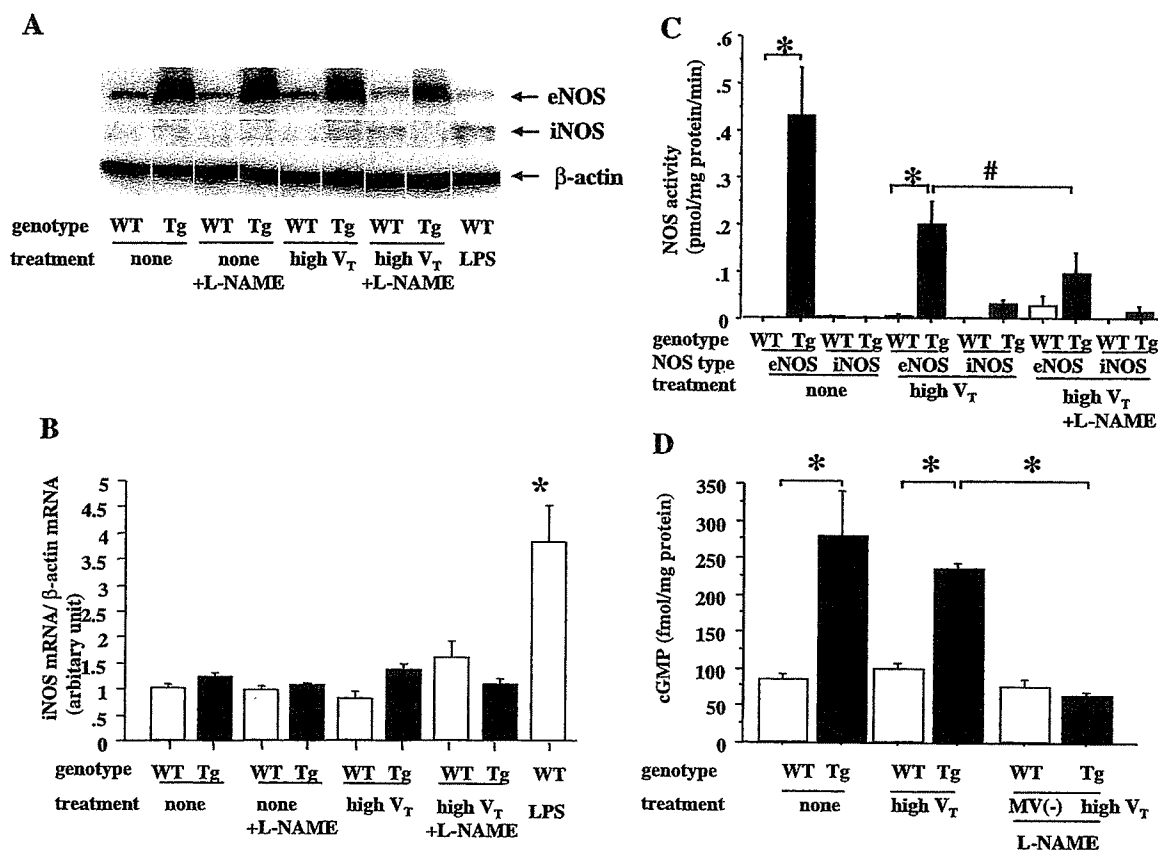 A
eNOS
iNOS
β-actin
genotype WT Tg WT Tg WT Tg WT Tg WT
treatment none none high VT high VT LPS
+L-NAME +L-NAME
B
iNOS mRNA/ β-actin mRNA
(arbitary unit)
5
4.5
4
3.5
3
2.5
2
1.5
1
.5
0
*
genotype WT Tg WT Tg WT Tg WT Tg WT
treatment none none high VT high VT LPS
+L-NAME +L-NAME
C
NOS activity
(pmol/mg protein/min)
.6
.5
.4
.3
.2
.1
0
*
*
#
genotype WT Tg WT Tg WT Tg WT Tg WT Tg WT Tg
NOS type eNOS iNOS eNOS iNOS eNOS iNOS
treatment none high VT high VT
+L-NAME
D
cGMP (fmol/mg protein)
350
300
250
200
150
100
50
0
* * *
genotype WT Tg WT Tg WT Tg
treatment none high VT MV(-) high VT
L-NAME